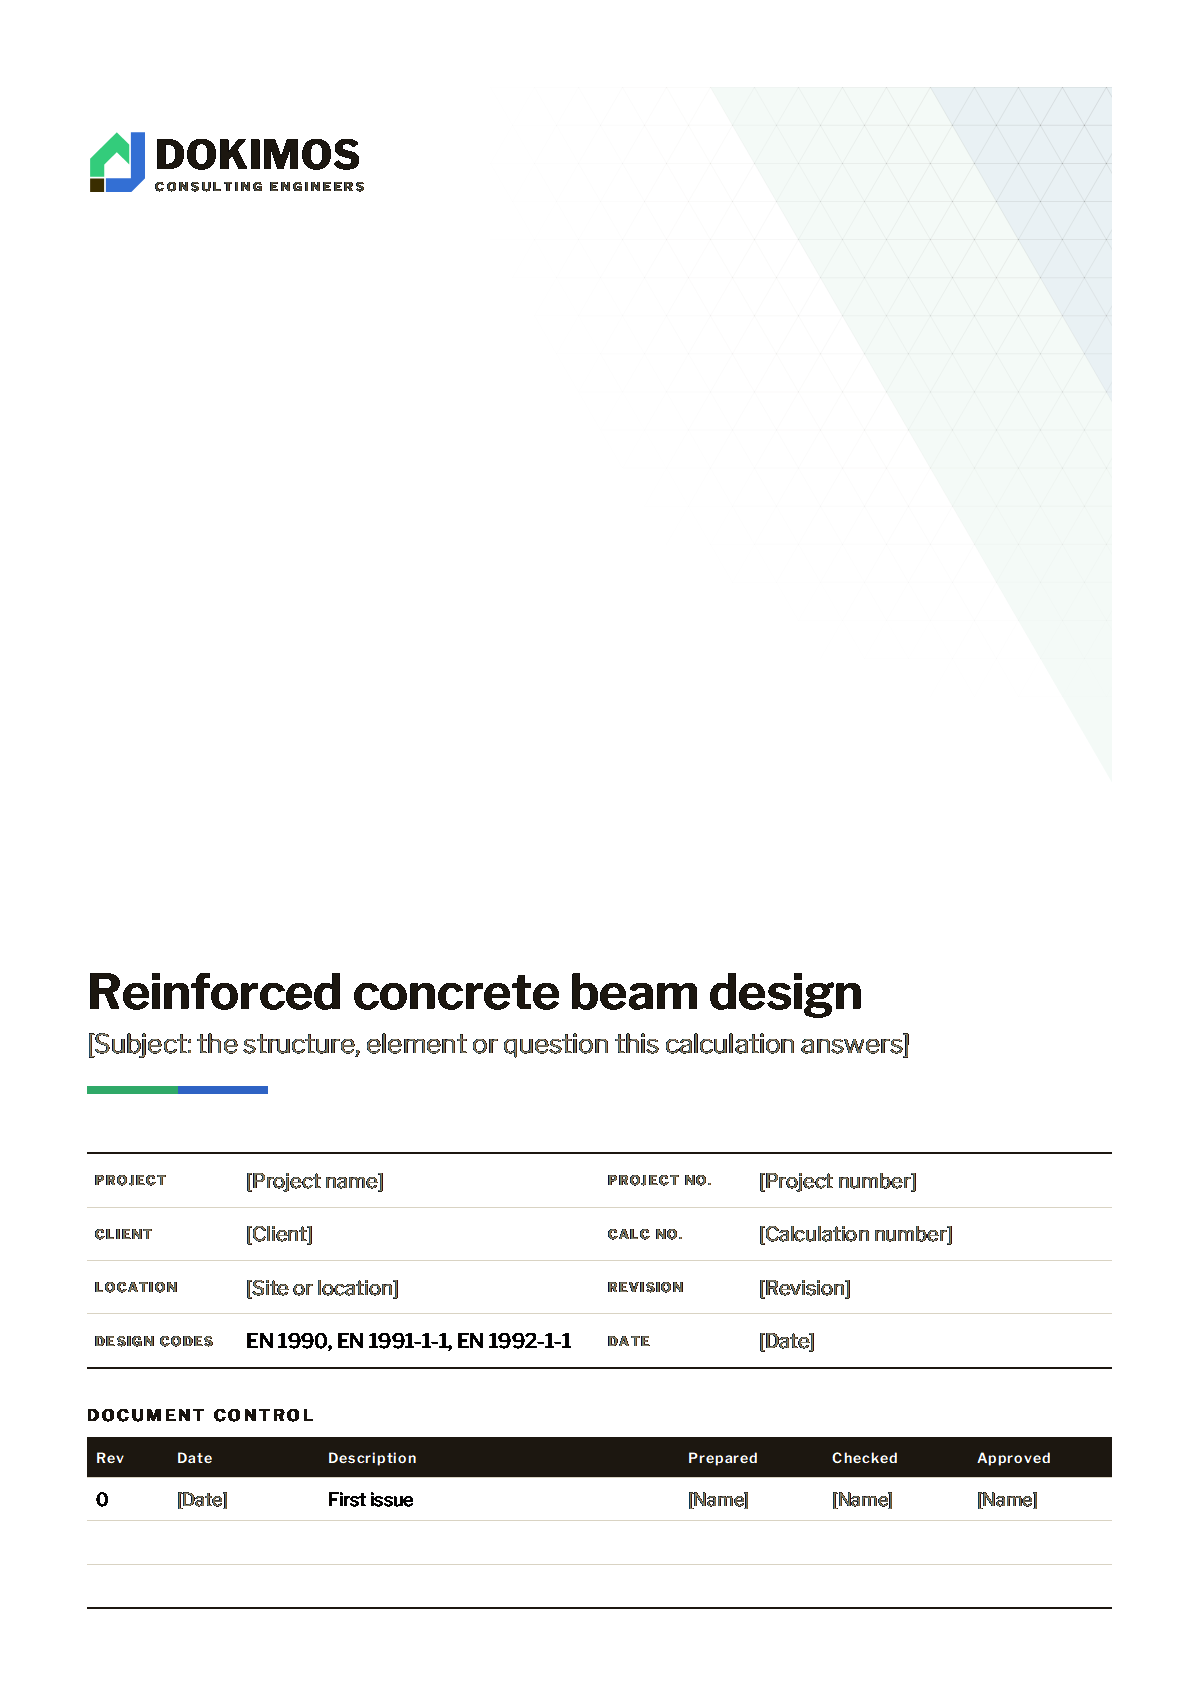 DOKIMOS
CONSULTING ENGINEERS
Reinforced concrete beam design
[Subject: the structure, element or question this calculation answers]
PROJECT [Project name] PROJECT NO. [Project number]
CLIENT [Client] CALC NO. [Calculation number]
LOCATION [Site or location] REVISION [Revision]
DESIGN CODES EN 1990, EN 1991-1-1, EN 1992-1-1 DATE [Date]
DOCUMENT CONTROL
Rev Date Description Prepared Checked Approved
0 [Date] First issue [Name] [Name] [Name]